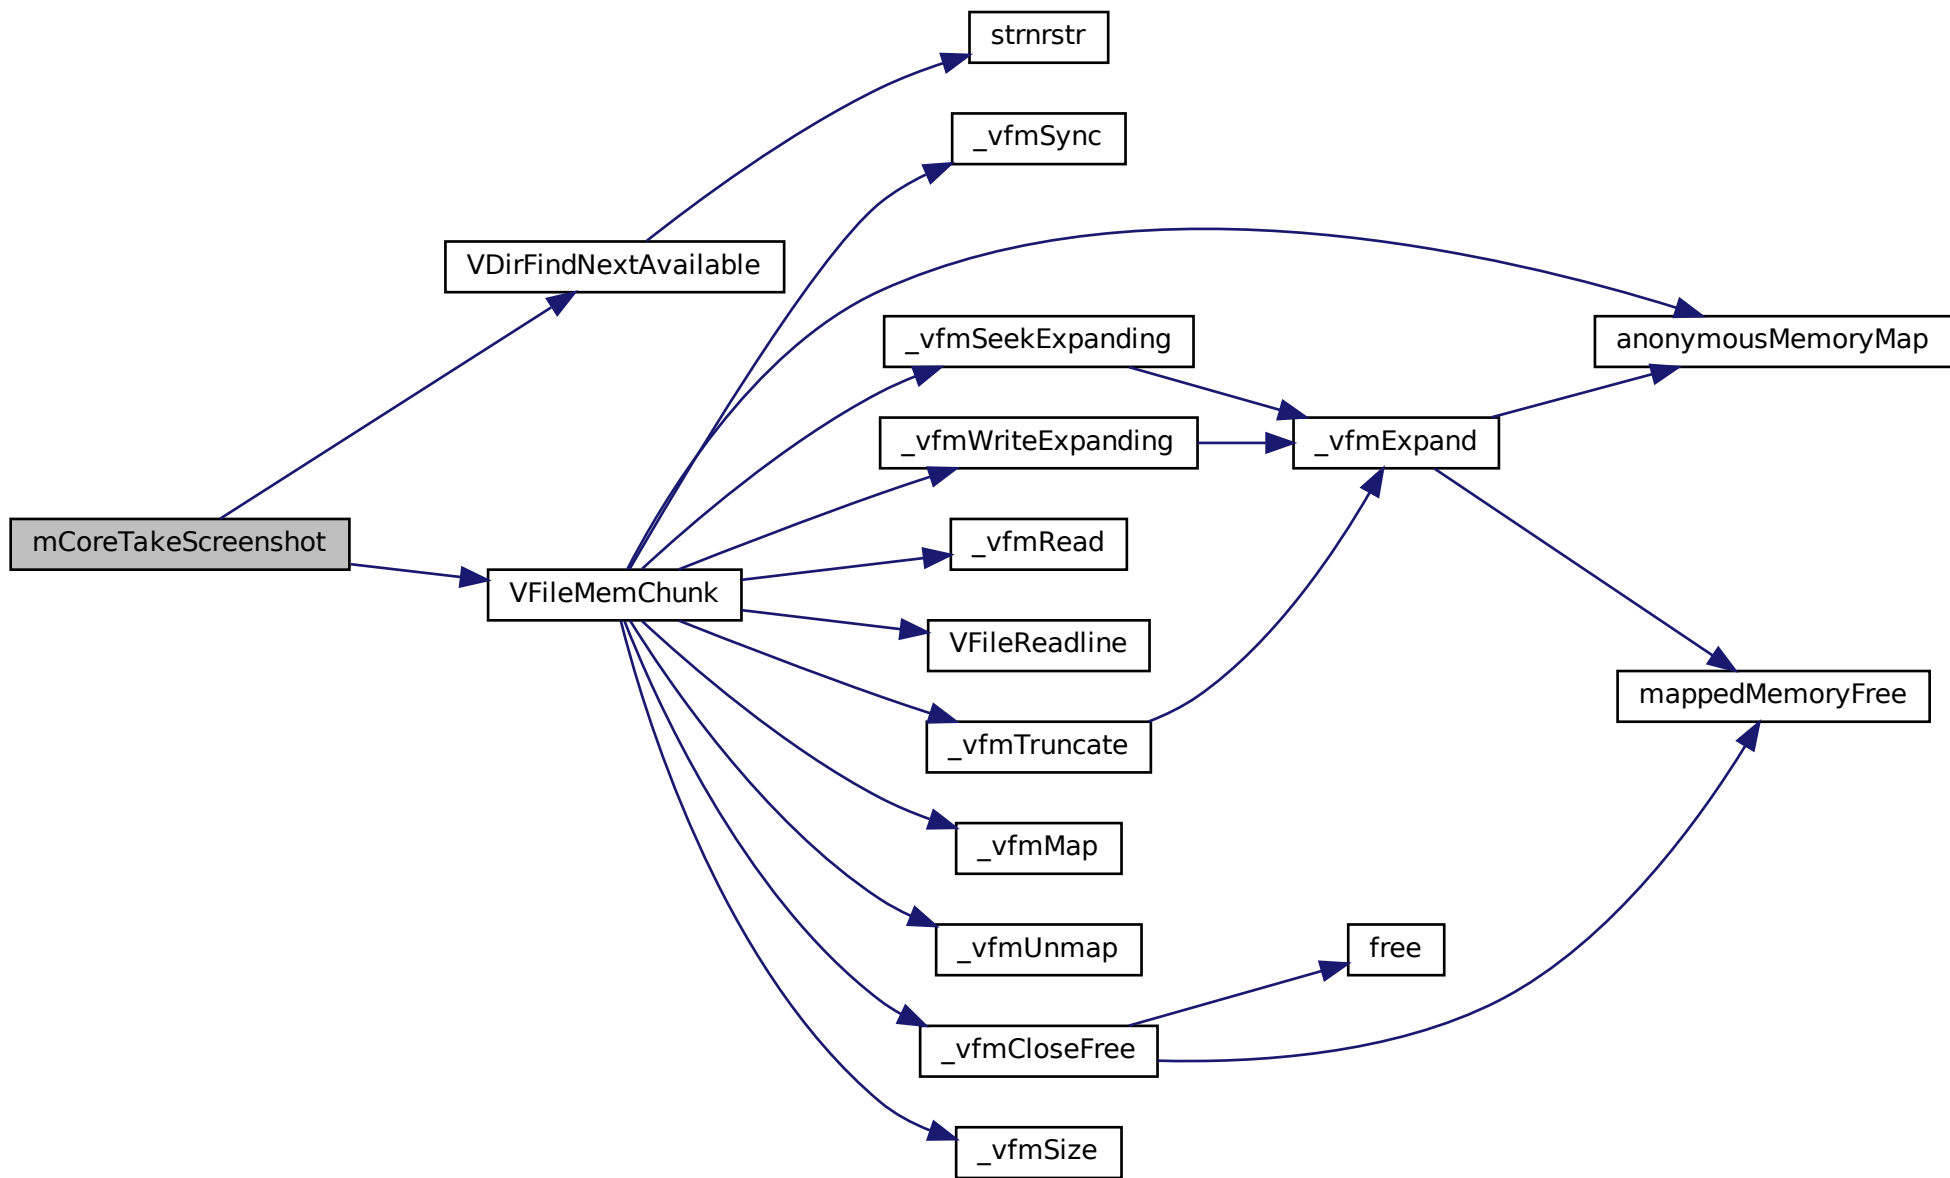 strnrstr
_vfmSync
VDirFindNextAvailable
_vfmSeekExpanding
anonymousMemoryMap
_vfmWriteExpanding
_vfmExpand
mCoreTakeScreenshot
_vfmRead
VFileMemChunk
VFileReadline
mappedMemoryFree
_vfmTruncate
_vfmMap
_vfmUnmap
free
_vfmCloseFree
_vfmSize